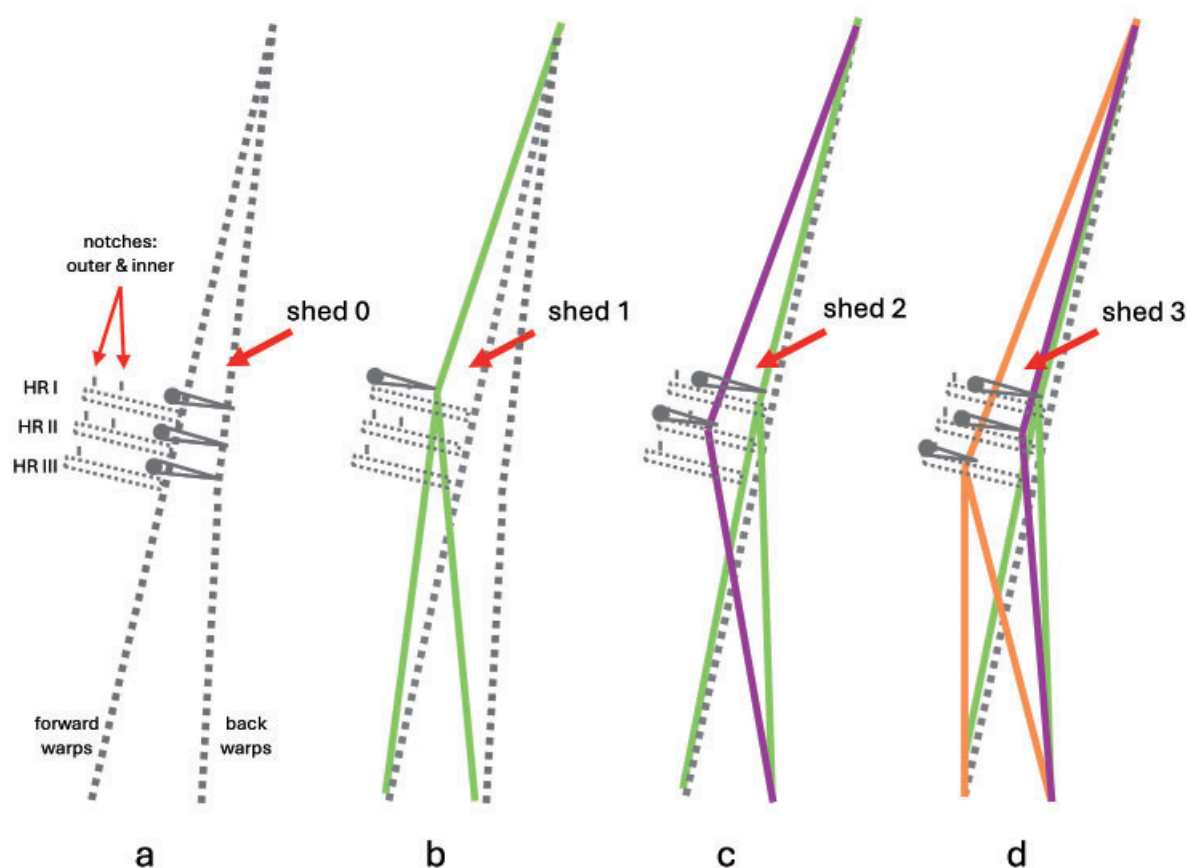 notches:
outer & inner
shed 0
shed 1
shed 2
shed 3
HR I
HR II
HR III
forward
warps
back
warps
a
b
c
d